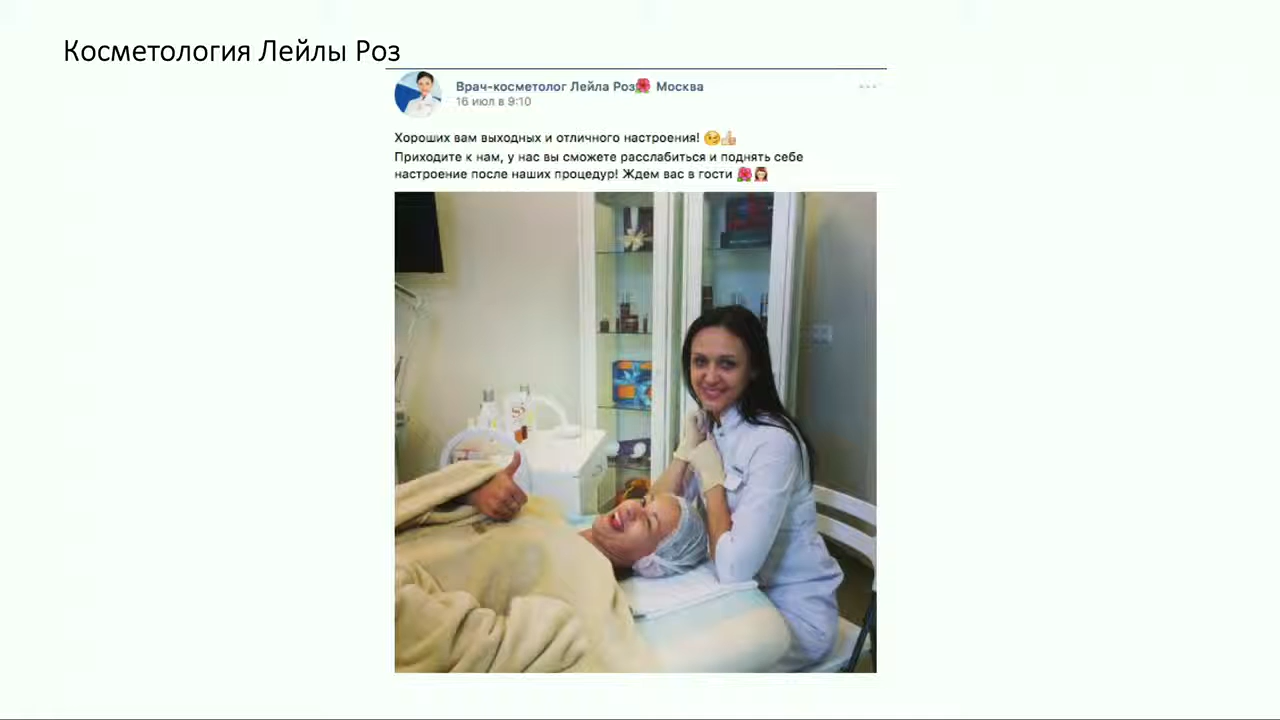 Косметология Лейлы Роз
Врач-косметолог Лейла Роз🌺 Москва
16 июл в 9:10
Хороших вам выходных и отличного настроения! 😉👍
Приходите к нам, у нас вы сможете расслабиться и поднять себе
настроение после наших процедур! Ждем вас в гости 🌺💆